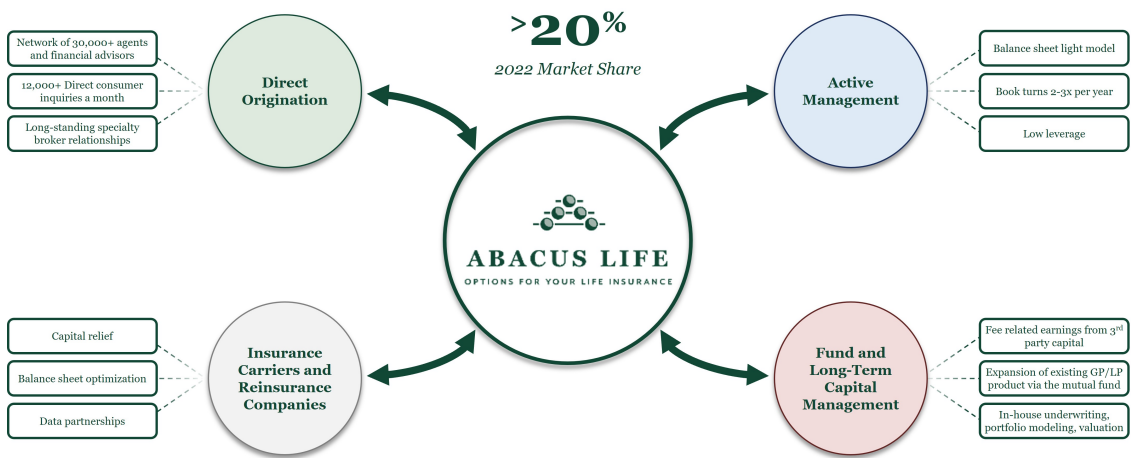 >20%
2022 Market Share
Network of 30,000+ agents
and financial advisors
12,000+ Direct consumer
inquiries a month
Long-standing specialty
broker relationships
Direct
Origination
Active
Management
Balance sheet light model
Book turns 2-3x per year
Low leverage
ABACUS LIFE
OPTIONS FOR YOUR LIFE INSURANCE
Capital relief
Balance sheet optimization
Data partnerships
Insurance
Carriers and
Reinsurance
Companies
Fund and
Long-Term
Capital
Management
Fee related earnings from 3rd
party capital
Expansion of existing GP/LP
product via the mutual fund
In-house underwriting,
portfolio modeling, valuation